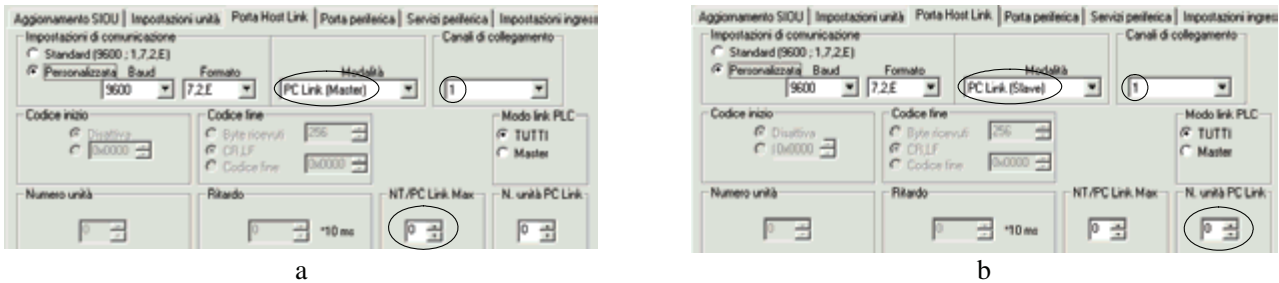 Aggiornamento SIOU Impostazioni unità Porta Host Link Porta periferica Servizi periferica Impostazioni ingress
Impostazioni di comunicazione
Standard (9600 ; 1,7,2,E)
Personalizzata Baud Formato Modalità
9600 7,2,E PC Link (Master)
Canali di collegamento
1
Codice inizio
Disattiva
0x0000
Codice fine
Byte ricevuti 256
CR,LF
Codice fine 0x0000
Modo link PLC
TUTTI
Master
Numero unità
0
Ritardo
0 *10 ms
NT/PC Link Max
0
N. unità PC Link
0
a
Aggiornamento SIOU Impostazioni unità Porta Host Link Porta periferica Servizi periferica Impostazioni ingres
Impostazioni di comunicazione
Standard (9600 ; 1,7,2,E)
Personalizzata Baud Formato Modalità
9600 7,2,E PC Link (Slave)
Canali di collegamento
1
Codice inizio
Disattiva
0x0000
Codice fine
Byte ricevuti 256
CR,LF
Codice fine 0x0000
Modo link PLC
TUTTI
Master
Numero unità
0
Ritardo
0 *10 ms
NT/PC Link Max
0
N. unità PC Link
0
b